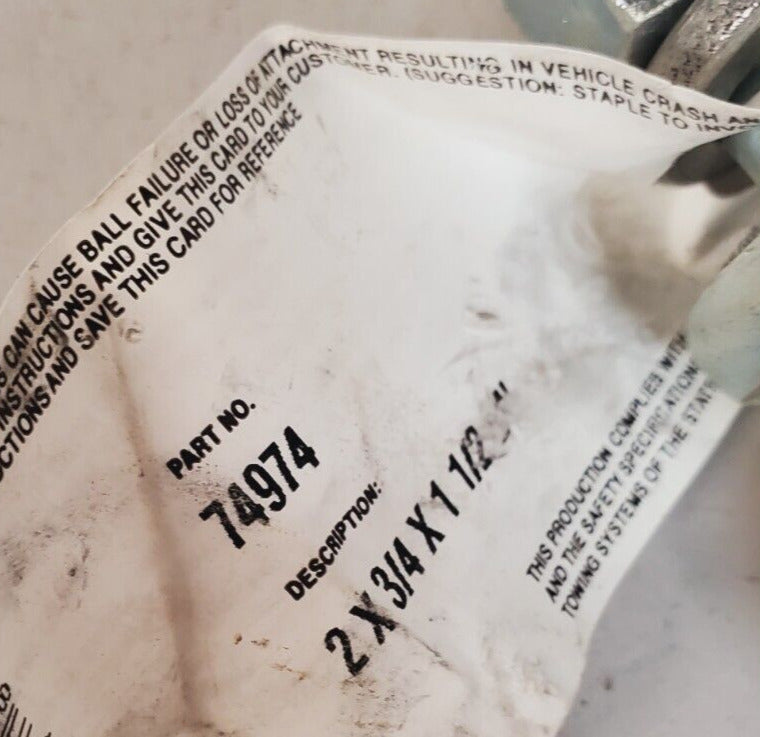 CAN CAUSE BALL FAILURE OR LOSS OF ATTACHMENT RESULTING IN VEHICLE CRASH
INSTRUCTIONS AND GIVE THIS CARD TO YOUR CUSTOMER. (SUGGESTION: STAPLE TO
AND SAVE THIS CARD FOR REFERENCE
PART NO.
74974
DESCRIPTION:
2 X 3/4 X 1 1/2
THIS PRODUCTION COMPLIES WITH
AND THE SAFETY SPECIFICATION
TOWING SYSTEMS OF THE STATE